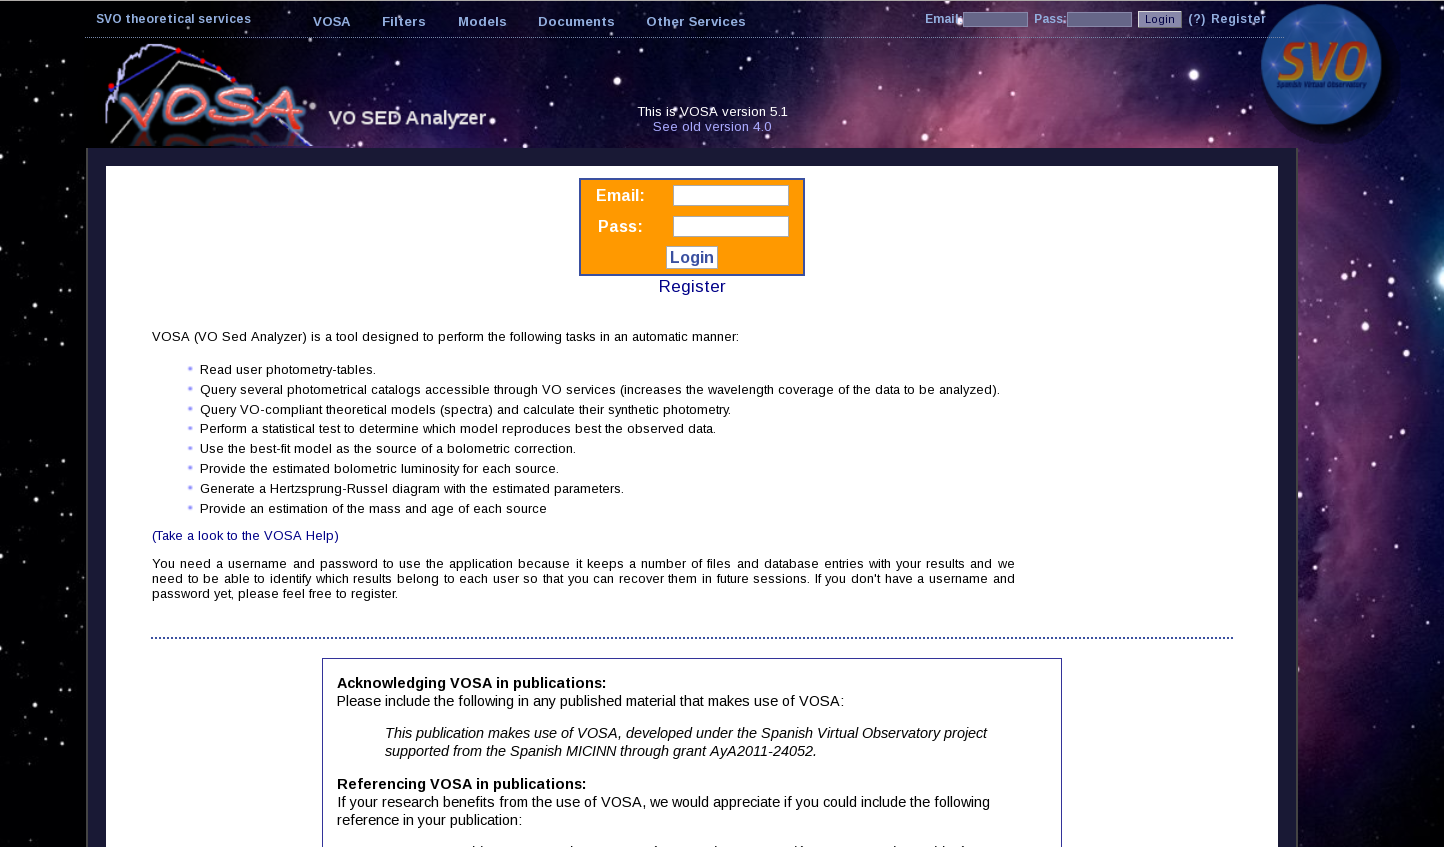 SVO theoretical services VOSA Filters Models Documents Other Services Email: Pass: Login (?) Register
SVO
Spanish Virtual Observatory
VOSA
VO SED Analyzer
This is VOSA version 5.1
See old version 4.0
Email:
Pass:
Login
Register
VOSA (VO Sed Analyzer) is a tool designed to perform the following tasks in an automatic manner:
Read user photometry-tables.
Query several photometrical catalogs accessible through VO services (increases the wavelength coverage of the data to be analyzed).
Query VO-compliant theoretical models (spectra) and calculate their synthetic photometry.
Perform a statistical test to determine which model reproduces best the observed data.
Use the best-fit model as the source of a bolometric correction.
Provide the estimated bolometric luminosity for each source.
Generate a Hertzsprung-Russel diagram with the estimated parameters.
Provide an estimation of the mass and age of each source
(Take a look to the VOSA Help)
You need a username and password to use the application because it keeps a number of files and database entries with your results and we
need to be able to identify which results belong to each user so that you can recover them in future sessions. If you don't have a username and
password yet, please feel free to register.
Acknowledging VOSA in publications:
Please include the following in any published material that makes use of VOSA:
This publication makes use of VOSA, developed under the Spanish Virtual Observatory project
supported from the Spanish MICINN through grant AyA2011-24052.
Referencing VOSA in publications:
If your research benefits from the use of VOSA, we would appreciate if you could include the following
reference in your publication: